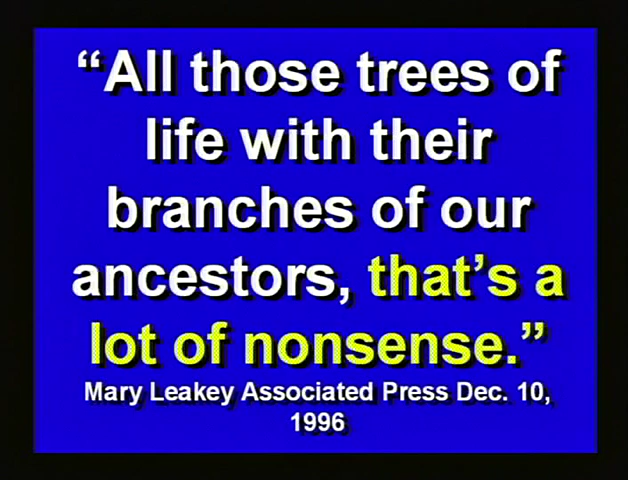 “All those trees of
life with their
branches of our
ancestors, that’s a
lot of nonsense.”
Mary Leakey Associated Press Dec. 10,
1996